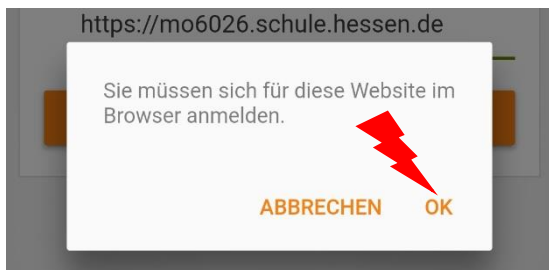 https://mo6026.schule.hessen.de
Sie müssen sich für diese Website im
Browser anmelden.
ABBRECHEN OK